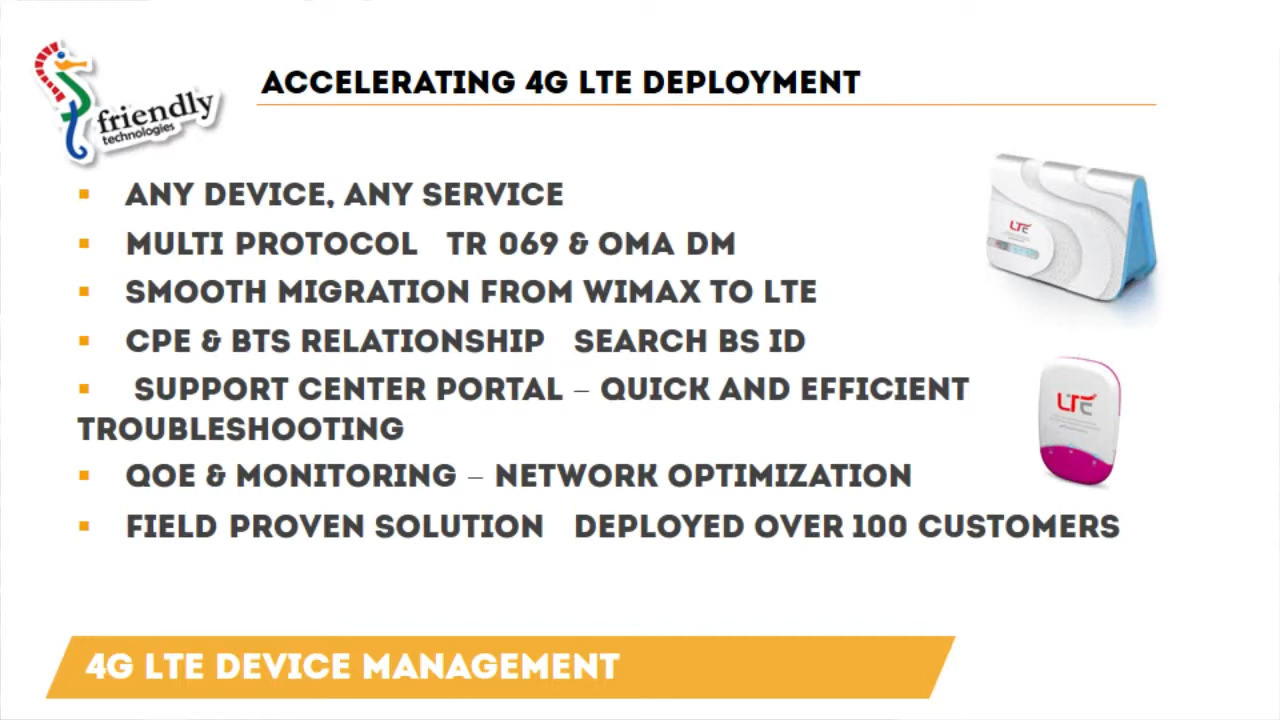 friendly
technologies
ACCELERATING 4G LTE DEPLOYMENT
ANY DEVICE, ANY SERVICE
MULTI PROTOCOL TR 069 & OMA DM
SMOOTH MIGRATION FROM WIMAX TO LTE
CPE & BTS RELATIONSHIP SEARCH BS ID
SUPPORT CENTER PORTAL – QUICK AND EFFICIENT
TROUBLESHOOTING
QOE & MONITORING – NETWORK OPTIMIZATION
FIELD PROVEN SOLUTION DEPLOYED OVER 100 CUSTOMERS
LTE
LTE
4G LTE DEVICE MANAGEMENT